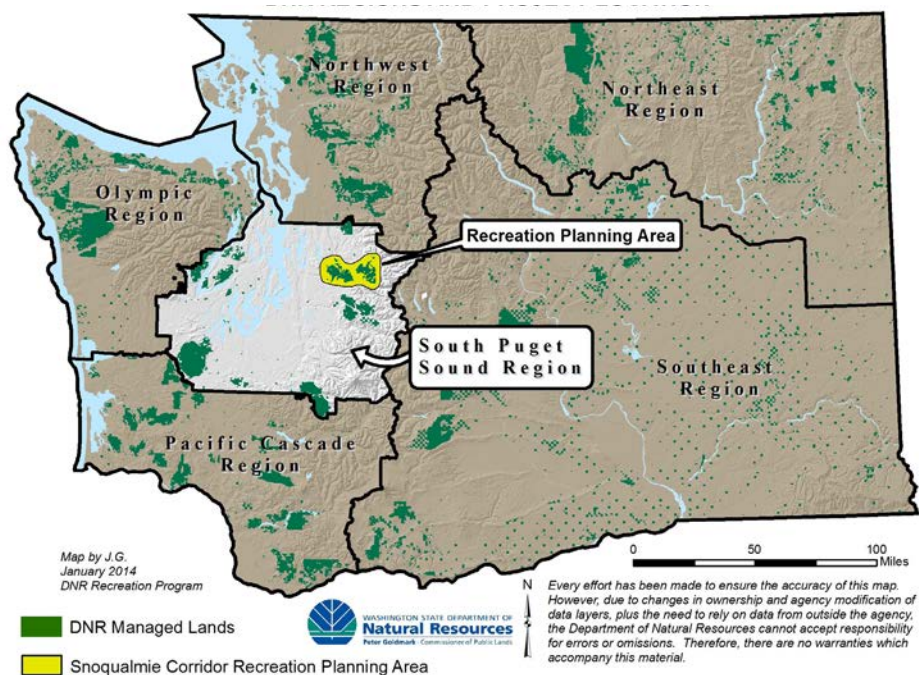 Northwest
Region
Northeast
Region
Olympic
Region
Recreation Planning Area
South Puget
Sound Region
Southeast
Region
Pacific Cascade
Region
Map by J.G.
January 2014
DNR Recreation Program
0 50 100
Miles
N
DNR Managed Lands
Snoqualmie Corridor Recreation Planning Area
WASHINGTON STATE DEPARTMENT OF
Natural Resources
Peter Goldmark - Commissioner of Public Lands
Every effort has been made to ensure the accuracy of this map.
However, due to changes in ownership and agency modification of
data layers, plus the need to rely on data from outside the agency,
the Department of Natural Resources cannot accept responsibility
for errors or omissions. Therefore, there are no warranties which
accompany this material.